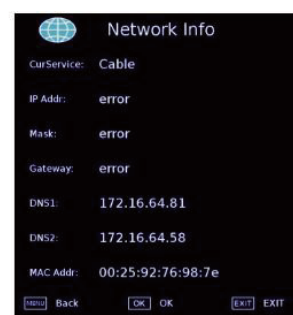 Network Info
CurService: Cable
IP Addr: error
Mask: error
Gateway: error
DNS1: 172.16.64.81
DNS2: 172.16.64.58
MAC Addr: 00:25:92:76:98:7e
MENU Back OK OK EXIT EXIT